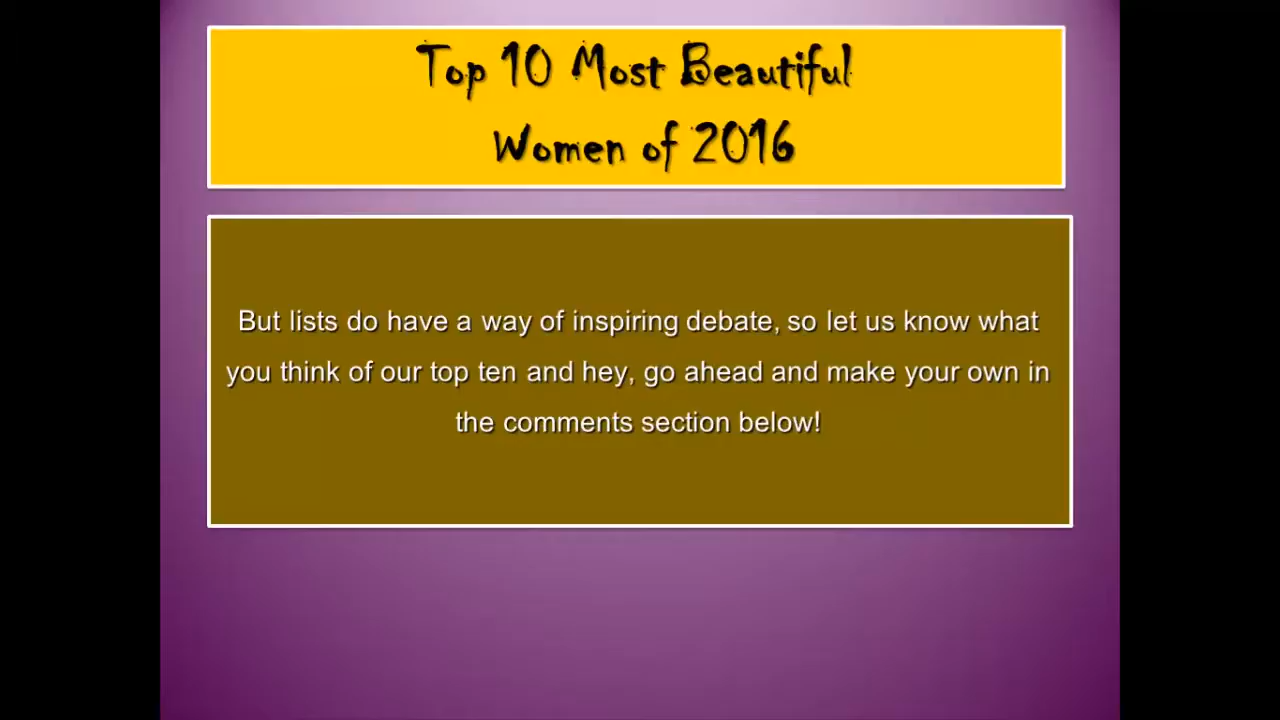 Top 10 Most Beautiful
Women of 2016
But lists do have a way of inspiring debate, so let us know what
you think of our top ten and hey, go ahead and make your own in
the comments section below!